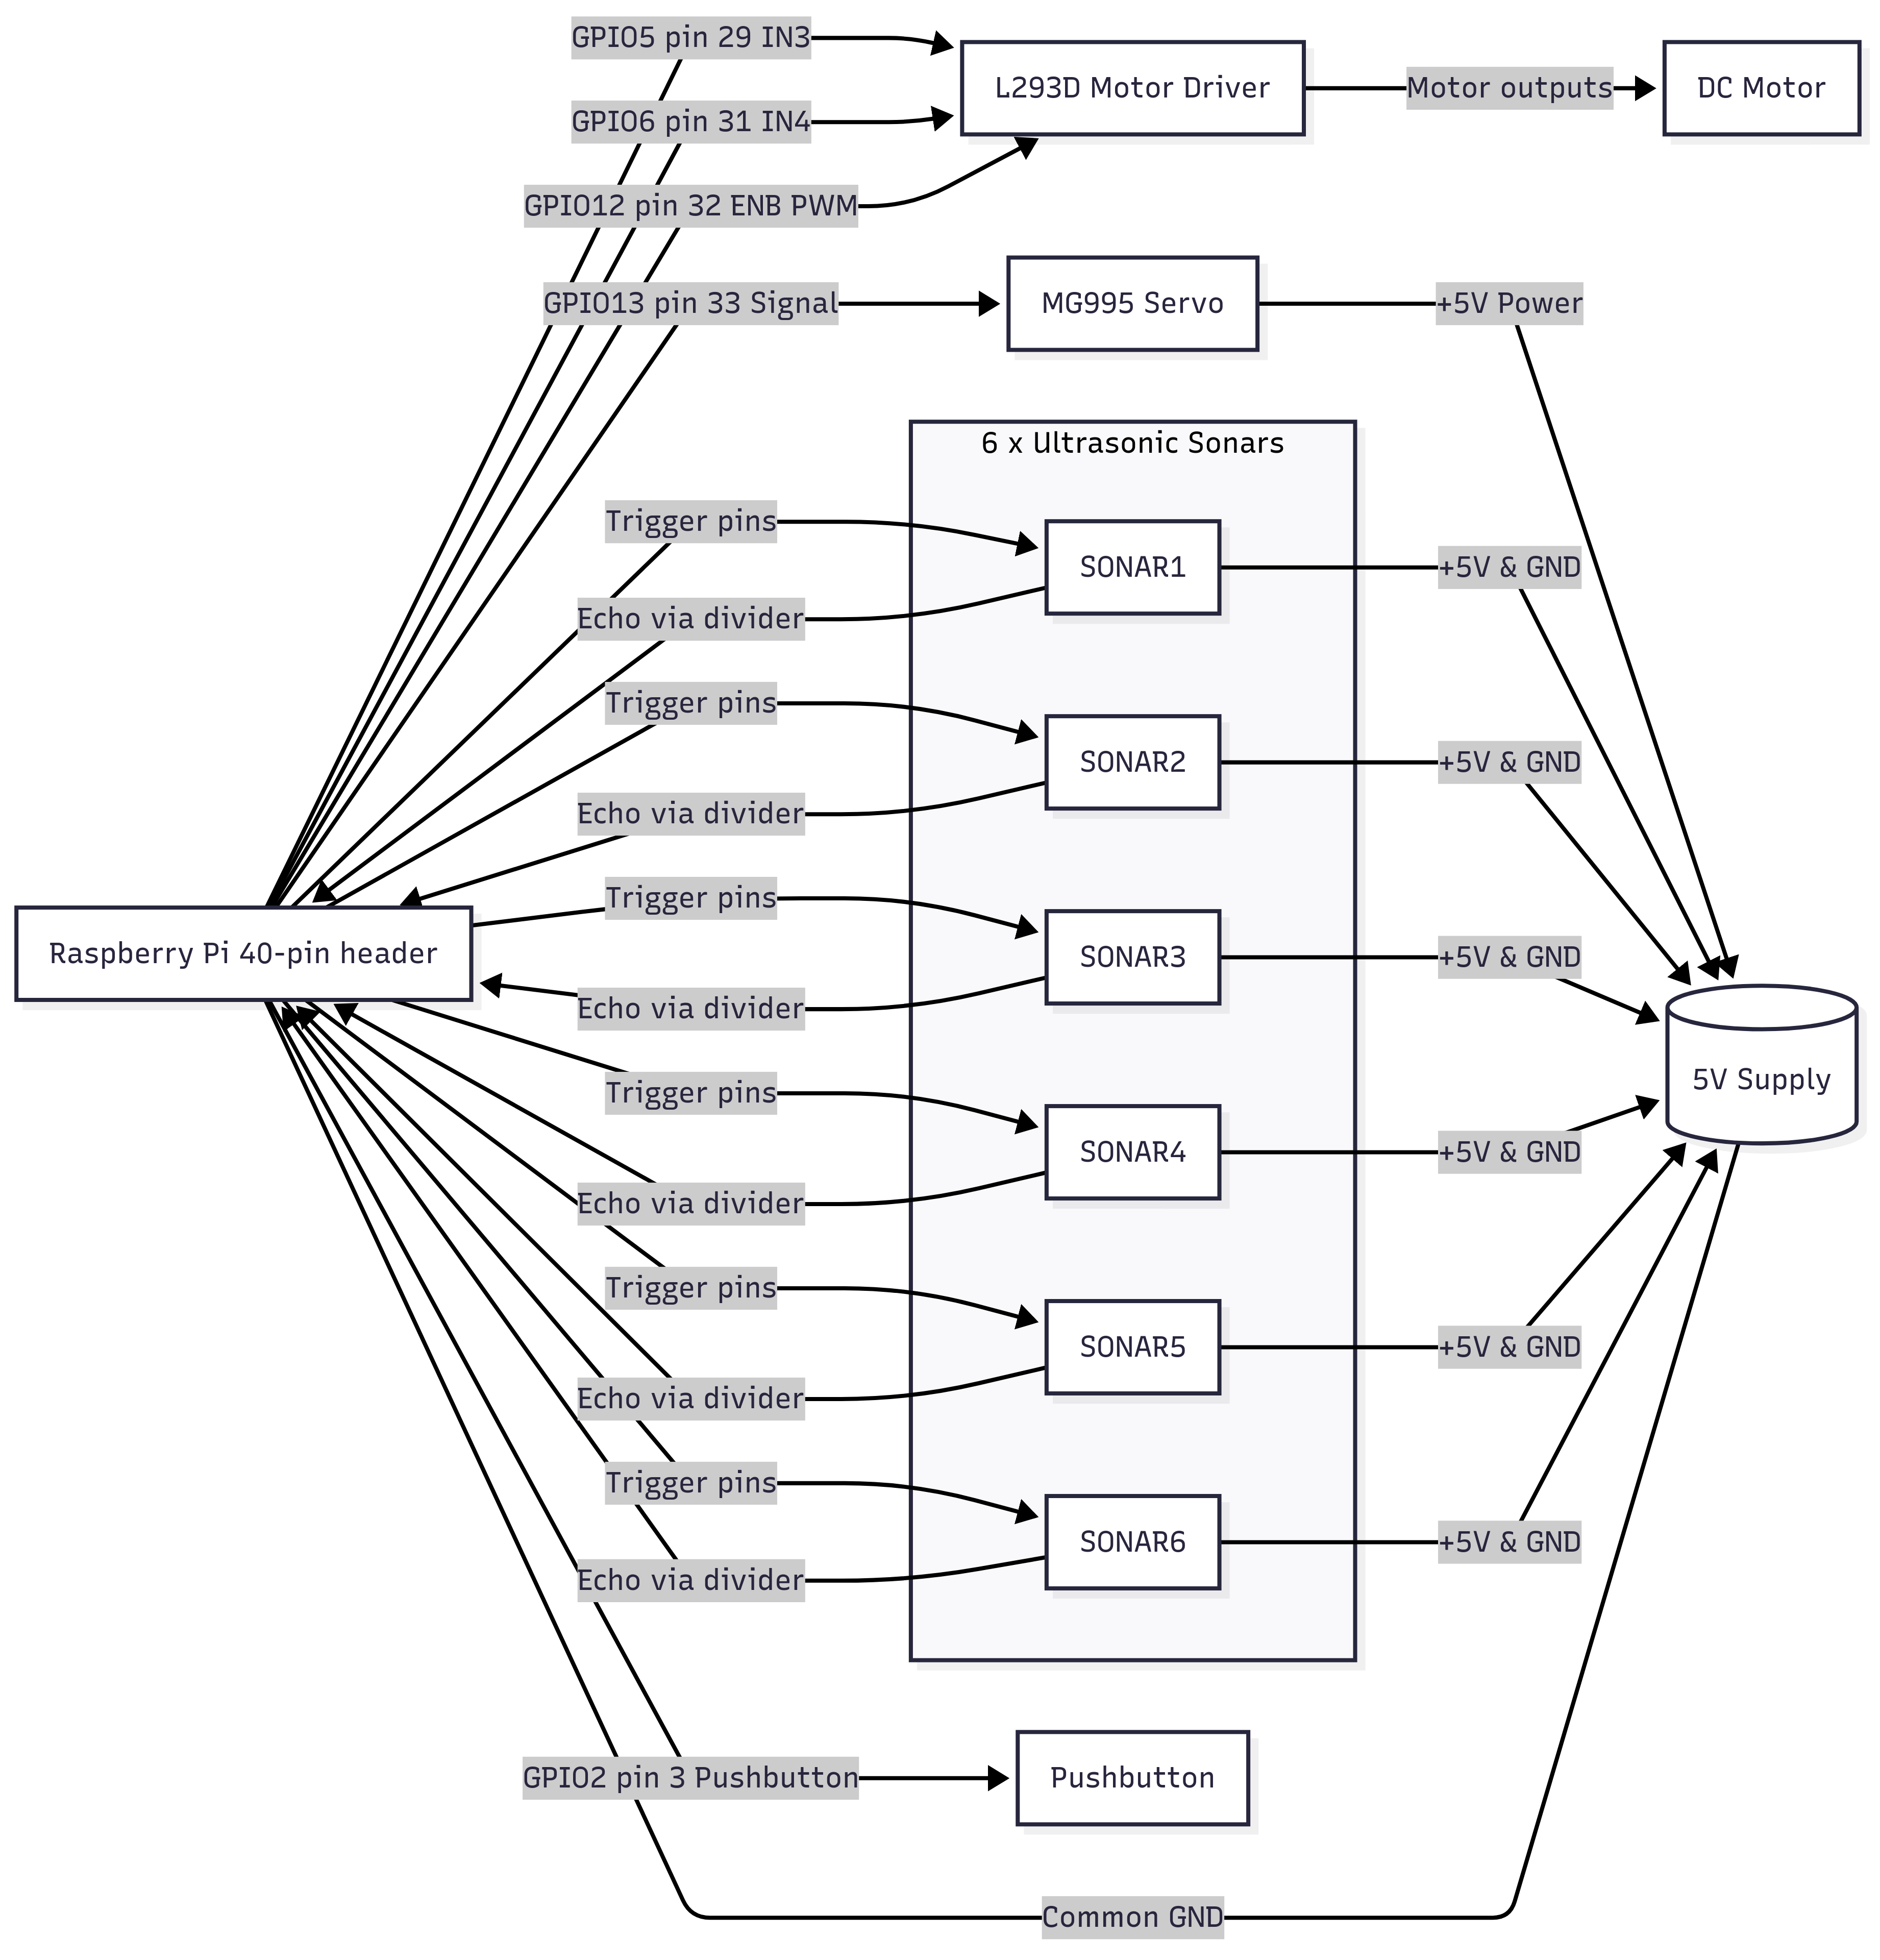 GPIO5 pin 29 IN3
L293D Motor Driver
Motor outputs
DC Motor
GPIO6 pin 31 IN4
GPIO12 pin 32 ENB PWM
GPIO13 pin 33 Signal
MG995 Servo
+5V Power
6 x Ultrasonic Sonars
Trigger pins
SONAR1
+5V & GND
Echo via divider
Trigger pins
SONAR2
+5V & GND
Echo via divider
Trigger pins
Raspberry Pi 40-pin header
SONAR3
+5V & GND
Echo via divider
5V Supply
Trigger pins
SONAR4
+5V & GND
Echo via divider
Trigger pins
SONAR5
+5V & GND
Echo via divider
Trigger pins
SONAR6
+5V & GND
Echo via divider
GPIO2 pin 3 Pushbutton
Pushbutton
Common GND